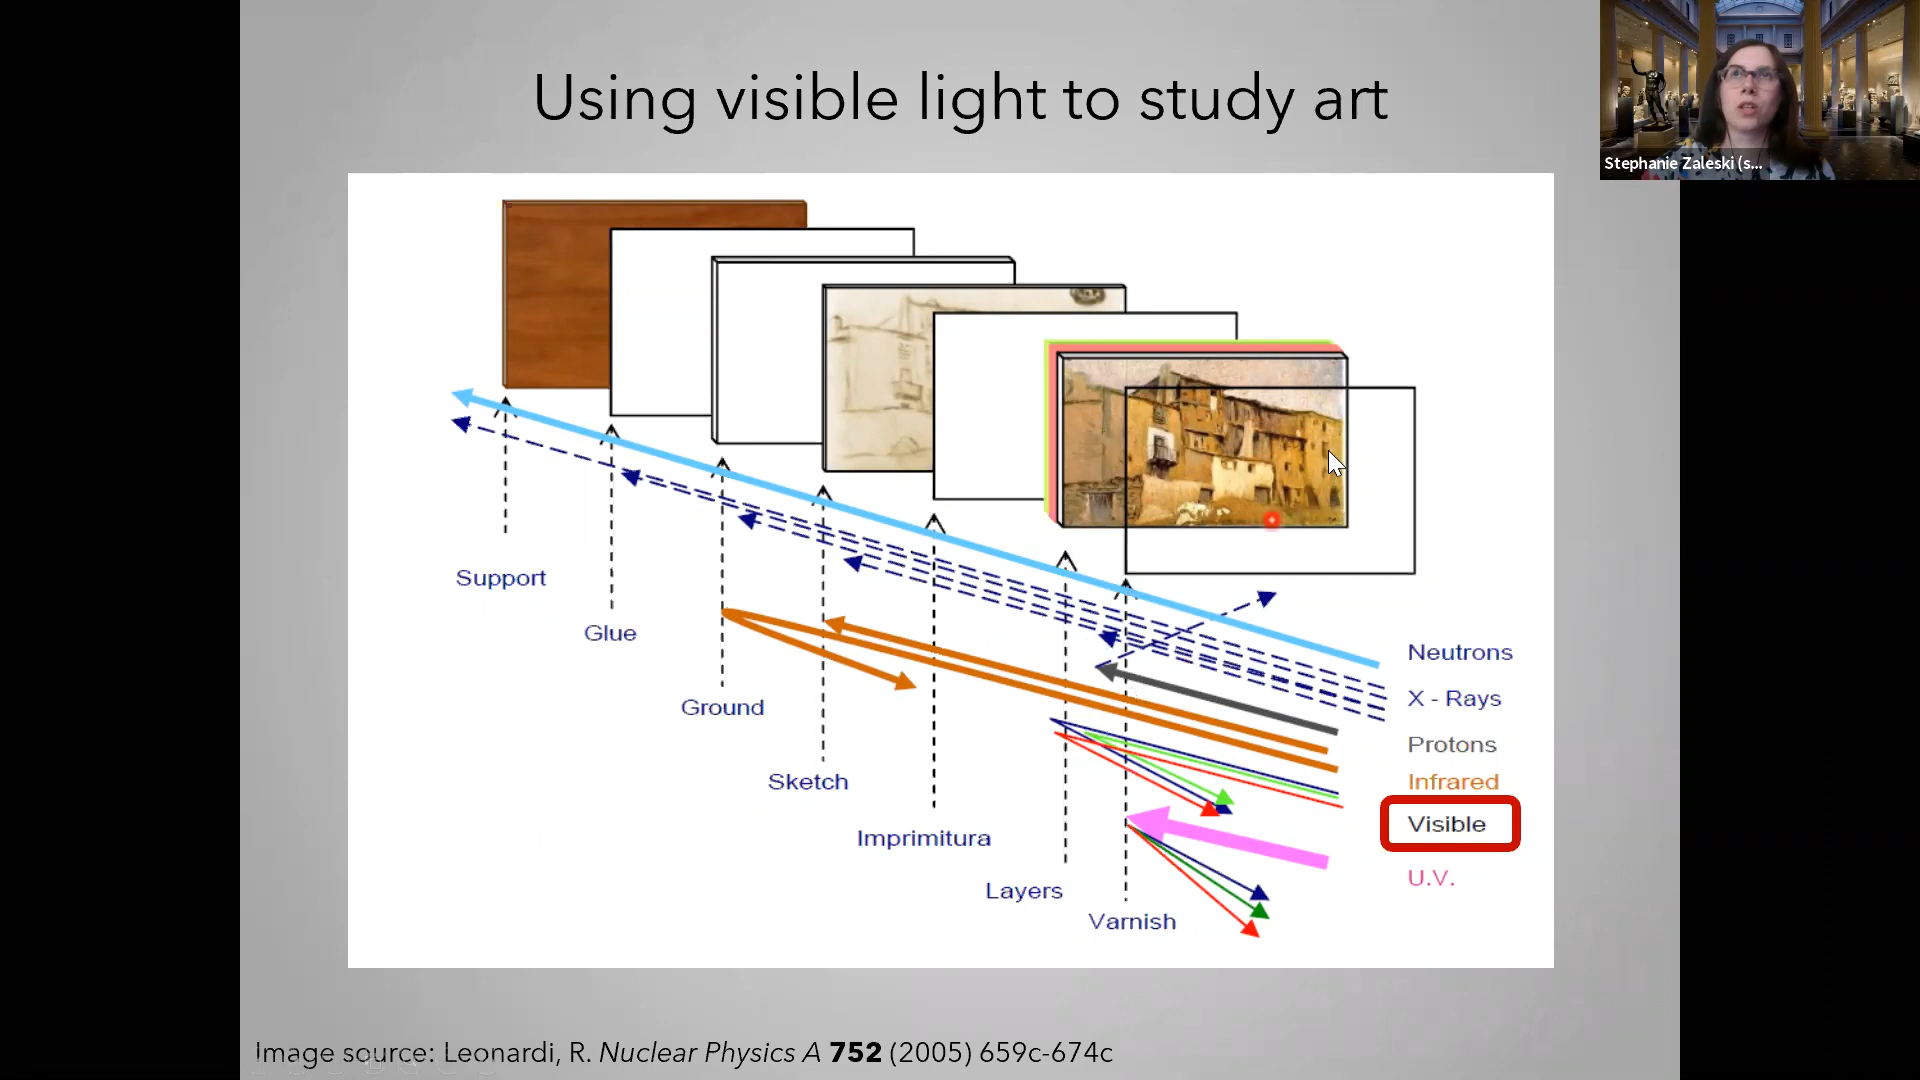 Using visible light to study art
Stephanie Zaleski (s...
Support
Glue
Ground
Sketch
Imprimitura
Layers
Varnish
Neutrons
X - Rays
Protons
Infrared
Visible
U.V.
Image source: Leonardi, R. Nuclear Physics A 752 (2005) 659c-674c